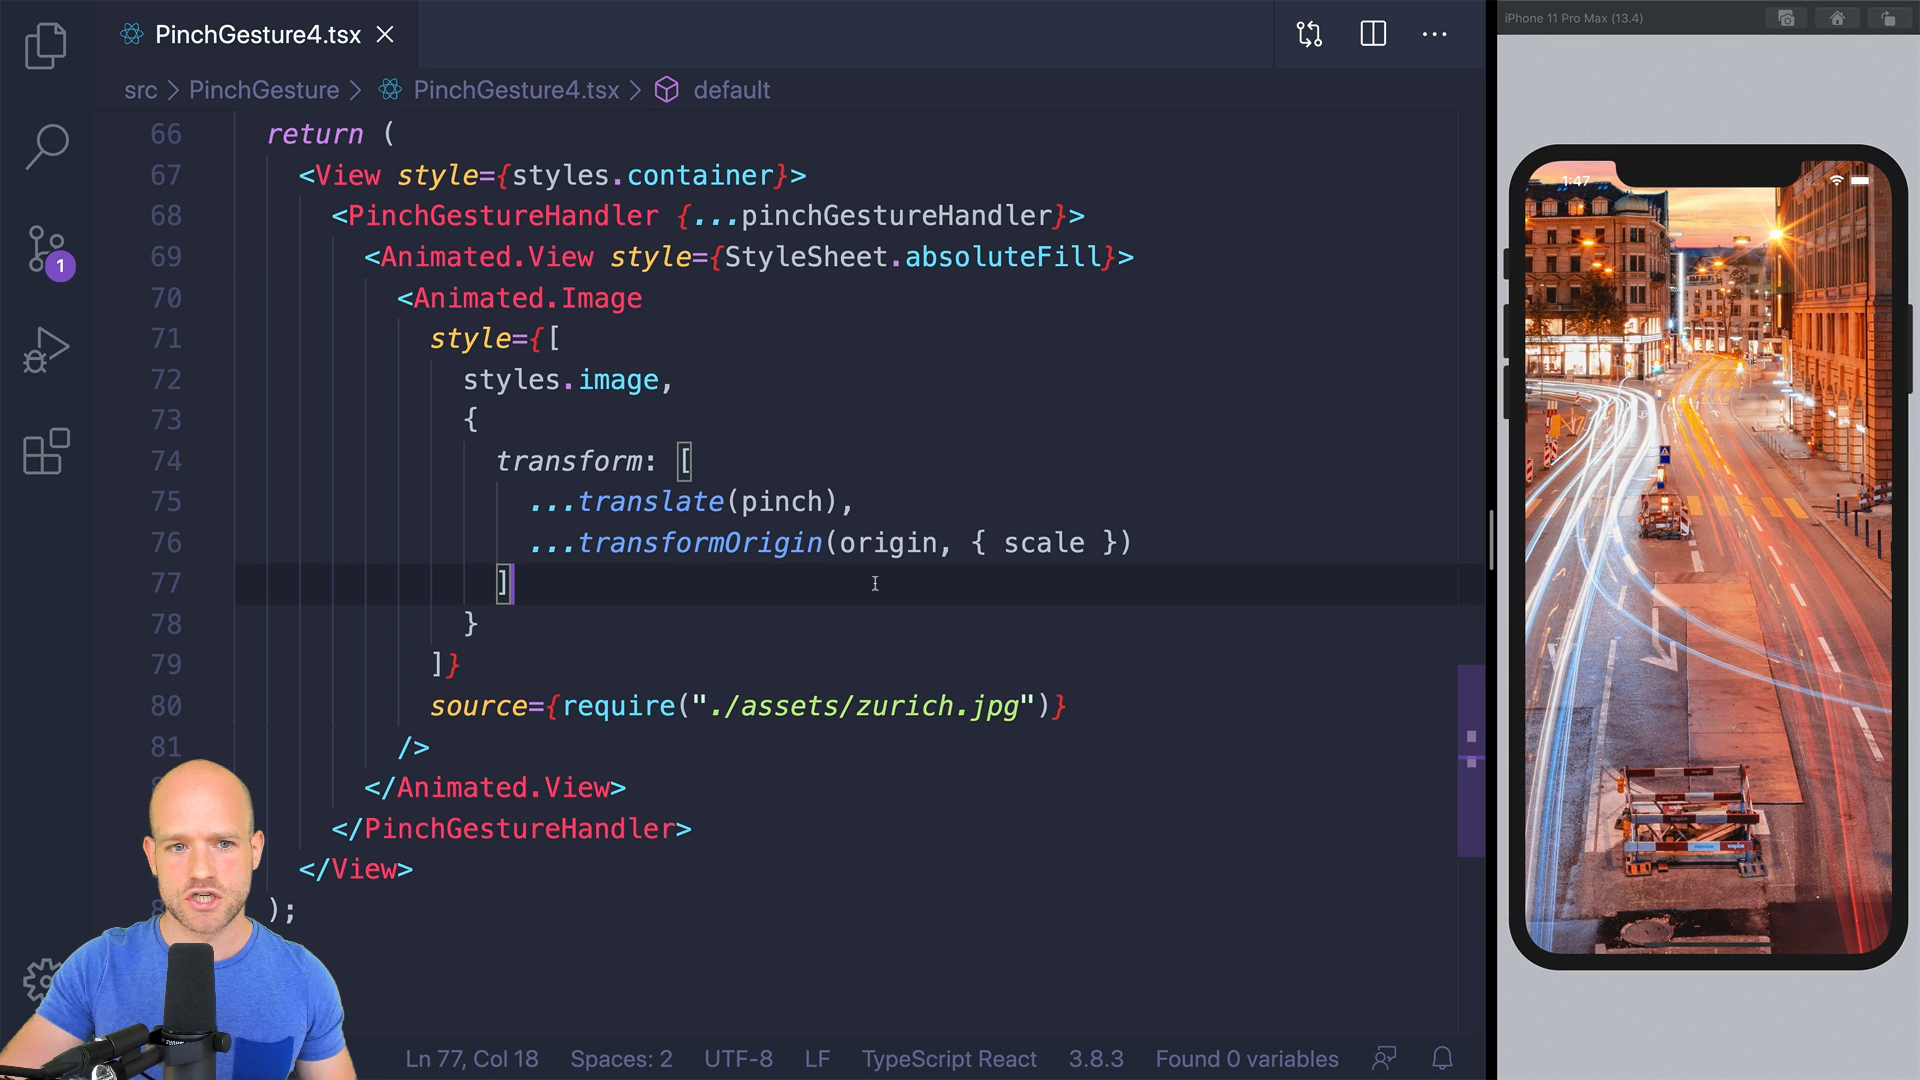 PinchGesture4.tsx
iPhone 11 Pro Max (13.4)
src > PinchGesture > PinchGesture4.tsx > default
66 return (
67 <View style={styles.container}>
68 <PinchGestureHandler {...pinchGestureHandler}>
69 <Animated.View style={StyleSheet.absoluteFill}>
70 <Animated.Image
71 style={[
72 styles.image,
73 {
74 transform: [
75 ...translate(pinch),
76 ...transformOrigin(origin, { scale })
77 ]
78 }
79 ]}
80 source={require("./assets/zurich.jpg")}
81 />
</Animated.View>
</PinchGestureHandler>
</View>
);
1
1:47
Ln 77, Col 18 Spaces: 2 UTF-8 LF TypeScript React 3.8.3 Found 0 variables